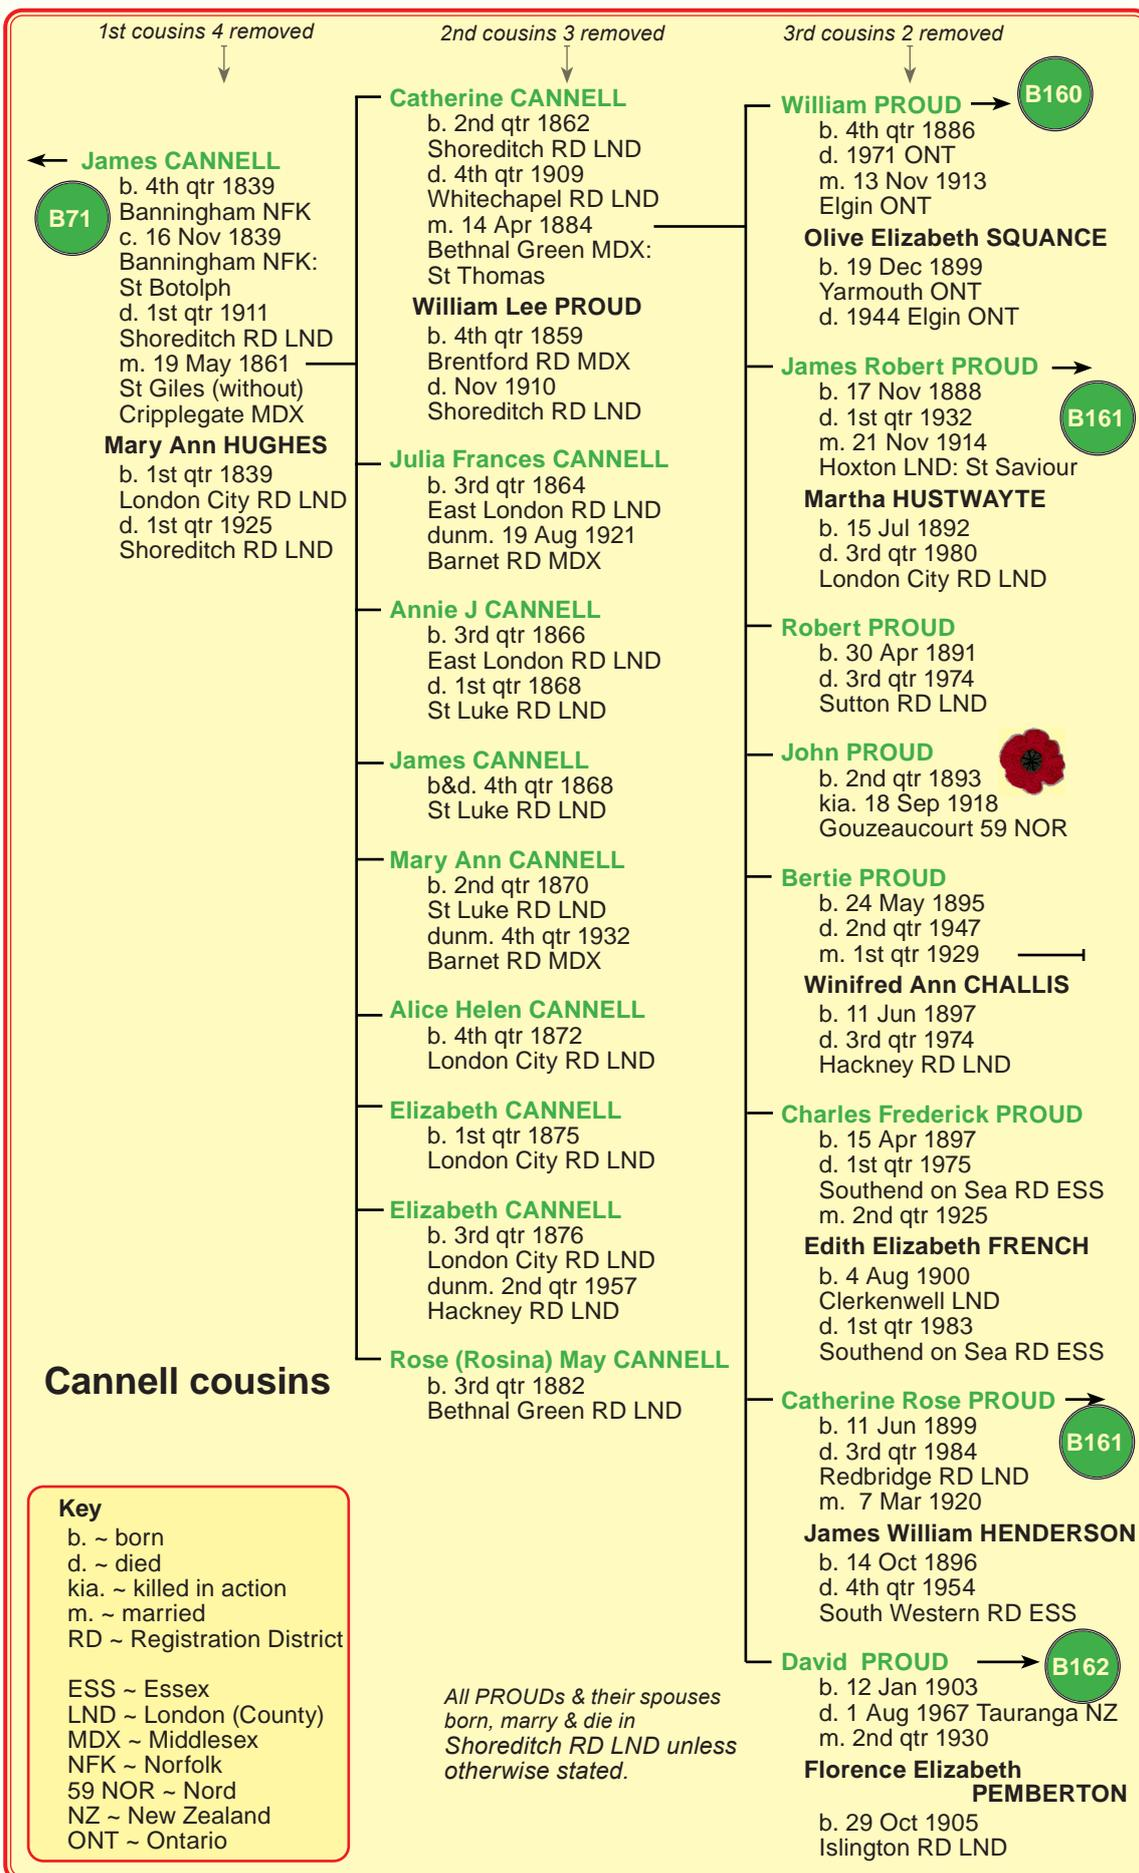 1st cousins 4 removed
2nd cousins 3 removed
3rd cousins 2 removed
James CANNELL
B71
b. 4th qtr 1839
Banningham NFK
c. 16 Nov 1839
Banningham NFK:
St Botolph
d. 1st qtr 1911
Shoreditch RD LND
m. 19 May 1861
St Giles (without)
Cripplegate MDX
Mary Ann HUGHES
b. 1st qtr 1839
London City RD LND
d. 1st qtr 1925
Shoreditch RD LND
Catherine CANNELL
b. 2nd qtr 1862
Shoreditch RD LND
d. 4th qtr 1909
Whitechapel RD LND
m. 14 Apr 1884
Bethnal Green MDX:
St Thomas
William Lee PROUD
b. 4th qtr 1859
Brentford RD MDX
d. Nov 1910
Shoreditch RD LND
Julia Frances CANNELL
b. 3rd qtr 1864
East London RD LND
dunm. 19 Aug 1921
Barnet RD MDX
Annie J CANNELL
b. 3rd qtr 1866
East London RD LND
d. 1st qtr 1868
St Luke RD LND
James CANNELL
b&d. 4th qtr 1868
St Luke RD LND
Mary Ann CANNELL
b. 2nd qtr 1870
St Luke RD LND
dunm. 4th qtr 1932
Barnet RD MDX
Alice Helen CANNELL
b. 4th qtr 1872
London City RD LND
Elizabeth CANNELL
b. 1st qtr 1875
London City RD LND
Elizabeth CANNELL
b. 3rd qtr 1876
London City RD LND
dunm. 2nd qtr 1957
Hackney RD LND
Rose (Rosina) May CANNELL
b. 3rd qtr 1882
Bethnal Green RD LND
William PROUD
B160
b. 4th qtr 1886
d. 1971 ONT
m. 13 Nov 1913
Elgin ONT
Olive Elizabeth SQUANCE
b. 19 Dec 1899
Yarmouth ONT
d. 1944 Elgin ONT
James Robert PROUD
B161
b. 17 Nov 1888
d. 1st qtr 1932
m. 21 Nov 1914
Hoxton LND: St Saviour
Martha HUSTWAYTE
b. 15 Jul 1892
d. 3rd qtr 1980
London City RD LND
Robert PROUD
b. 30 Apr 1891
d. 3rd qtr 1974
Sutton RD LND
John PROUD
b. 2nd qtr 1893
kia. 18 Sep 1918
Gouzeaucourt 59 NOR
Bertie PROUD
b. 24 May 1895
d. 2nd qtr 1947
m. 1st qtr 1929
Winifred Ann CHALLIS
b. 11 Jun 1897
d. 3rd qtr 1974
Hackney RD LND
Charles Frederick PROUD
b. 15 Apr 1897
d. 1st qtr 1975
Southend on Sea RD ESS
m. 2nd qtr 1925
Edith Elizabeth FRENCH
b. 4 Aug 1900
Clerkenwell LND
d. 1st qtr 1983
Southend on Sea RD ESS
Catherine Rose PROUD
B161
b. 11 Jun 1899
d. 3rd qtr 1984
Redbridge RD LND
m. 7 Mar 1920
James William HENDERSON
b. 14 Oct 1896
d. 4th qtr 1954
South Western RD ESS
David PROUD
B162
b. 12 Jan 1903
d. 1 Aug 1967 Tauranga NZ
m. 2nd qtr 1930
Florence Elizabeth
PEMBERTON
b. 29 Oct 1905
Islington RD LND
Cannell cousins
Key
b. ~ born
d. ~ died
kia. ~ killed in action
m. ~ married
RD ~ Registration District
ESS ~ Essex
LND ~ London (County)
MDX ~ Middlesex
NFK ~ Norfolk
59 NOR ~ Nord
NZ ~ New Zealand
ONT ~ Ontario
All PROUDs & their spouses
born, marry & die in
Shoreditch RD LND unless
otherwise stated.